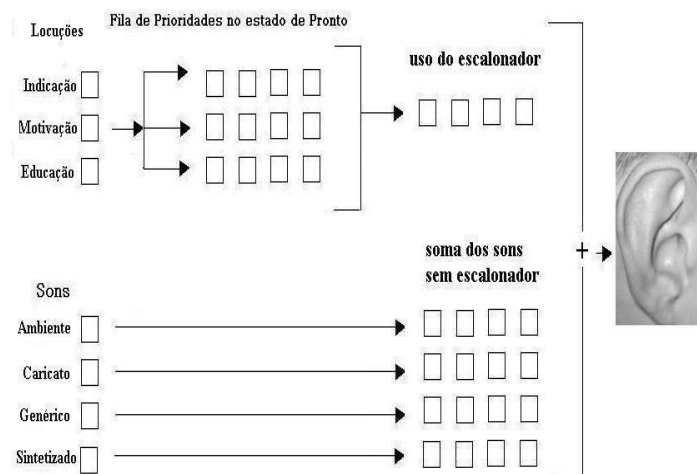 Locuções
Fila de Prioridades no estado de Pronto
Indicação
Motivação
Educação
uso do escalonador
soma dos sons
sem escalonador
+
Sons
Ambiente
Caricato
Genérico
Sintetizado